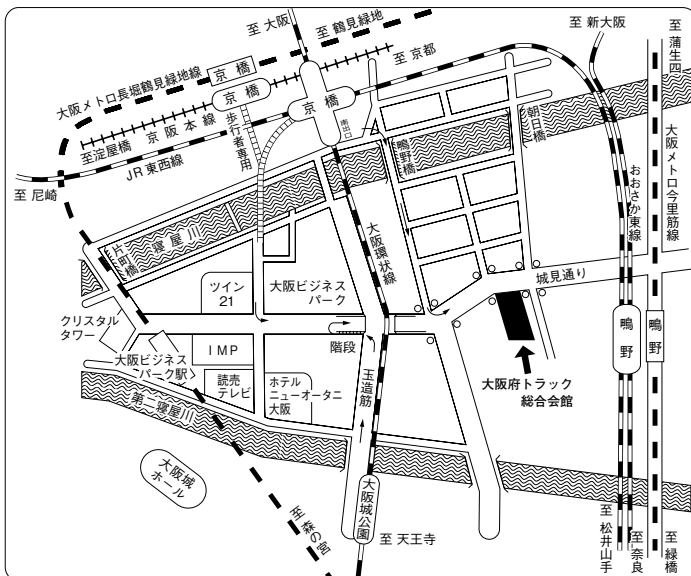 至 大阪
至 鶴見緑地
至 新大阪
至 蒲生四
大阪メトロ長堀鶴見緑地線
京橋
至 京都
京橋
京橋
京阪本線
至淀屋橋
歩行者専用
南出口
鴫野橋
朝日橋
大阪メトロ今里筋線
おおさか東線
JR東西線
至 尼崎
片町橋
寝屋川
大阪環状線
城見通り
ツイン
21
大阪ビジネス
パーク
クリスタル
タワー
階段
鴫野
鴫野
大阪ビジネス
パーク駅
IMP
大阪府トラック
総合会館
読売
テレビ
ホテル
ニューオータニ
大阪
玉造筋
第二寝屋川
大阪城
ホール
大阪城公園
至 森の宮
至 天王寺
至 松井山手
至 奈良
至 緑橋